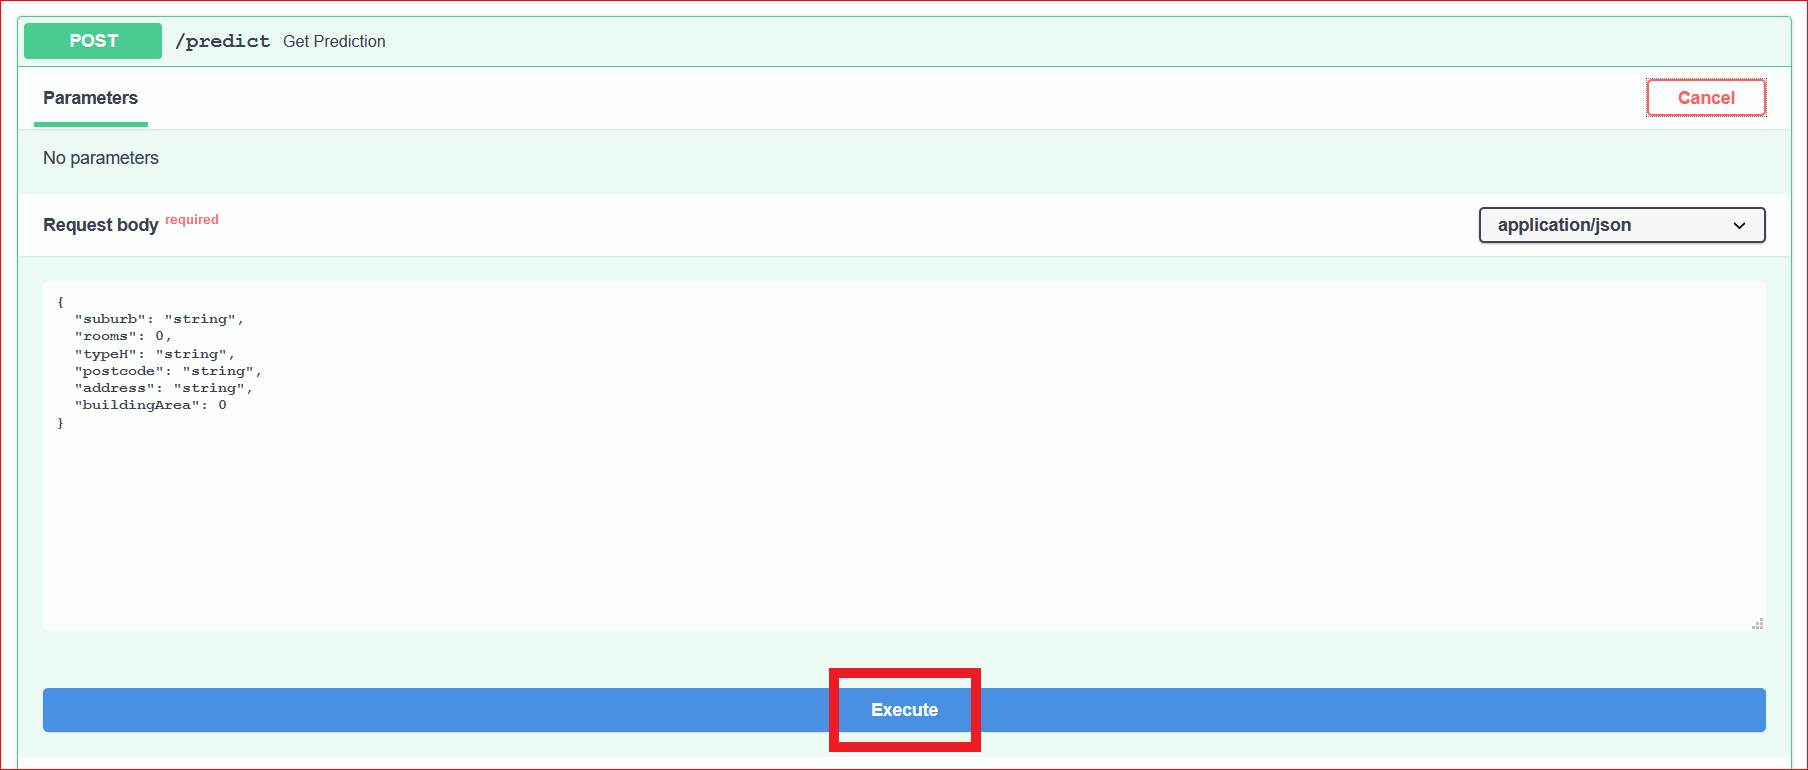 POST /predict Get Prediction
Parameters Cancel
No parameters
Request body required application/json
{
  "suburb": "string",
  "rooms": 0,
  "typeH": "string",
  "postcode": "string",
  "address": "string",
  "buildingArea": 0
}
Execute